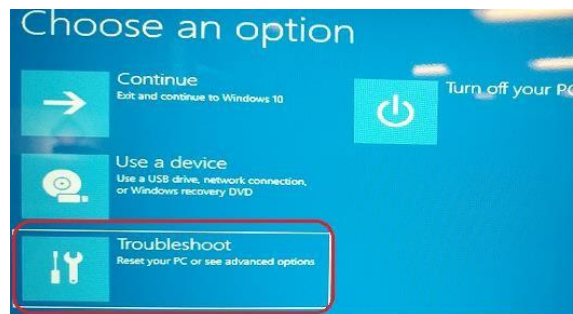 Choose an option
Continue
Exit and continue to Windows 10
Turn off your PC
Use a device
Use a USB drive, network connection,
or Windows recovery DVD
Troubleshoot
Reset your PC or see advanced options